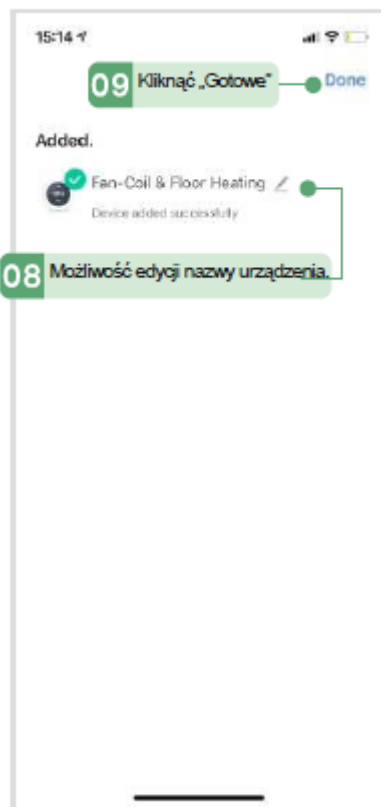 15:14
09 Kliknąć „Gotowe"
Done
Added.
Fan-Coil & Floor Heating
Device added successfully
08 Możliwość edycji nazwy urządzenia.